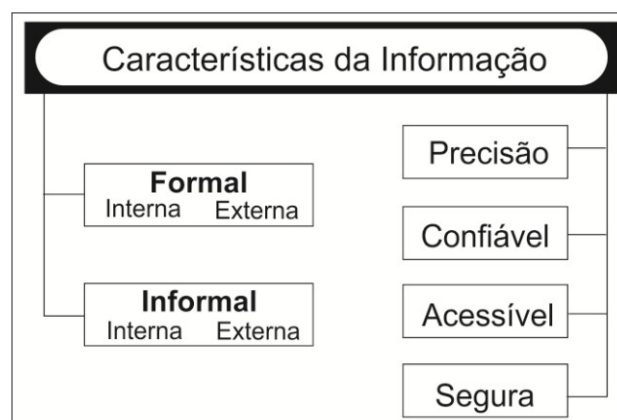 Características da Informação
Formal
Interna Externa
Informal
Interna Externa
Precisão
Confiável
Acessível
Segura